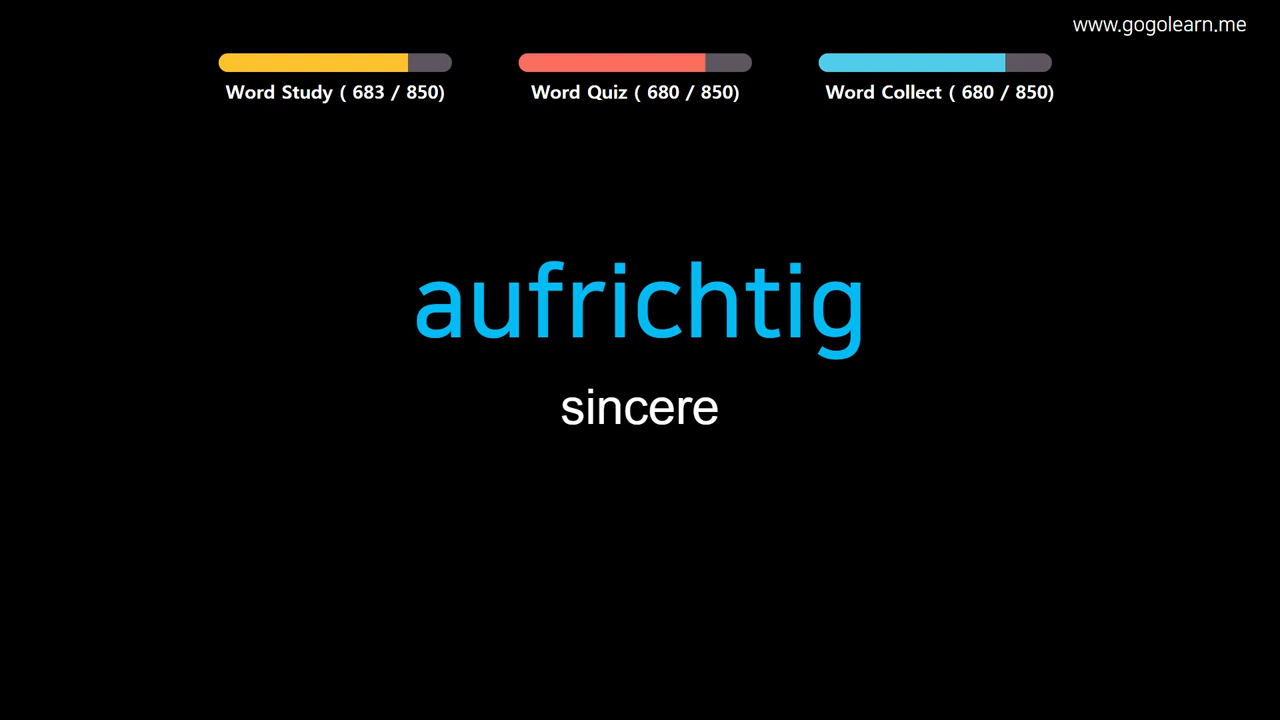 www.gogolearn.me
Word Study ( 683 / 850)
Word Quiz ( 680 / 850)
Word Collect ( 680 / 850)
aufrichtig
sincere